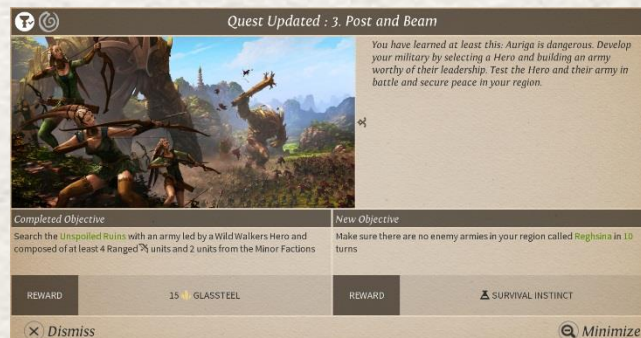 Quest Updated : 3. Post and Beam
You have learned at least this: Auriga is dangerous. Develop
your military by selecting a Hero and building an army
worthy of their leadership. Test the Hero and their army in
battle and secure peace in your region.
Completed Objective
Search the Unspoiled Ruins with an army led by a Wild Walkers Hero and
composed of at least 4 Ranged units and 2 units from the Minor Factions
REWARD
15 GLASSTEEL
New Objective
Make sure there are no enemy armies in your region called Reghsina in 10
turns
REWARD
SURVIVAL INSTINCT
Dismiss
Minimize